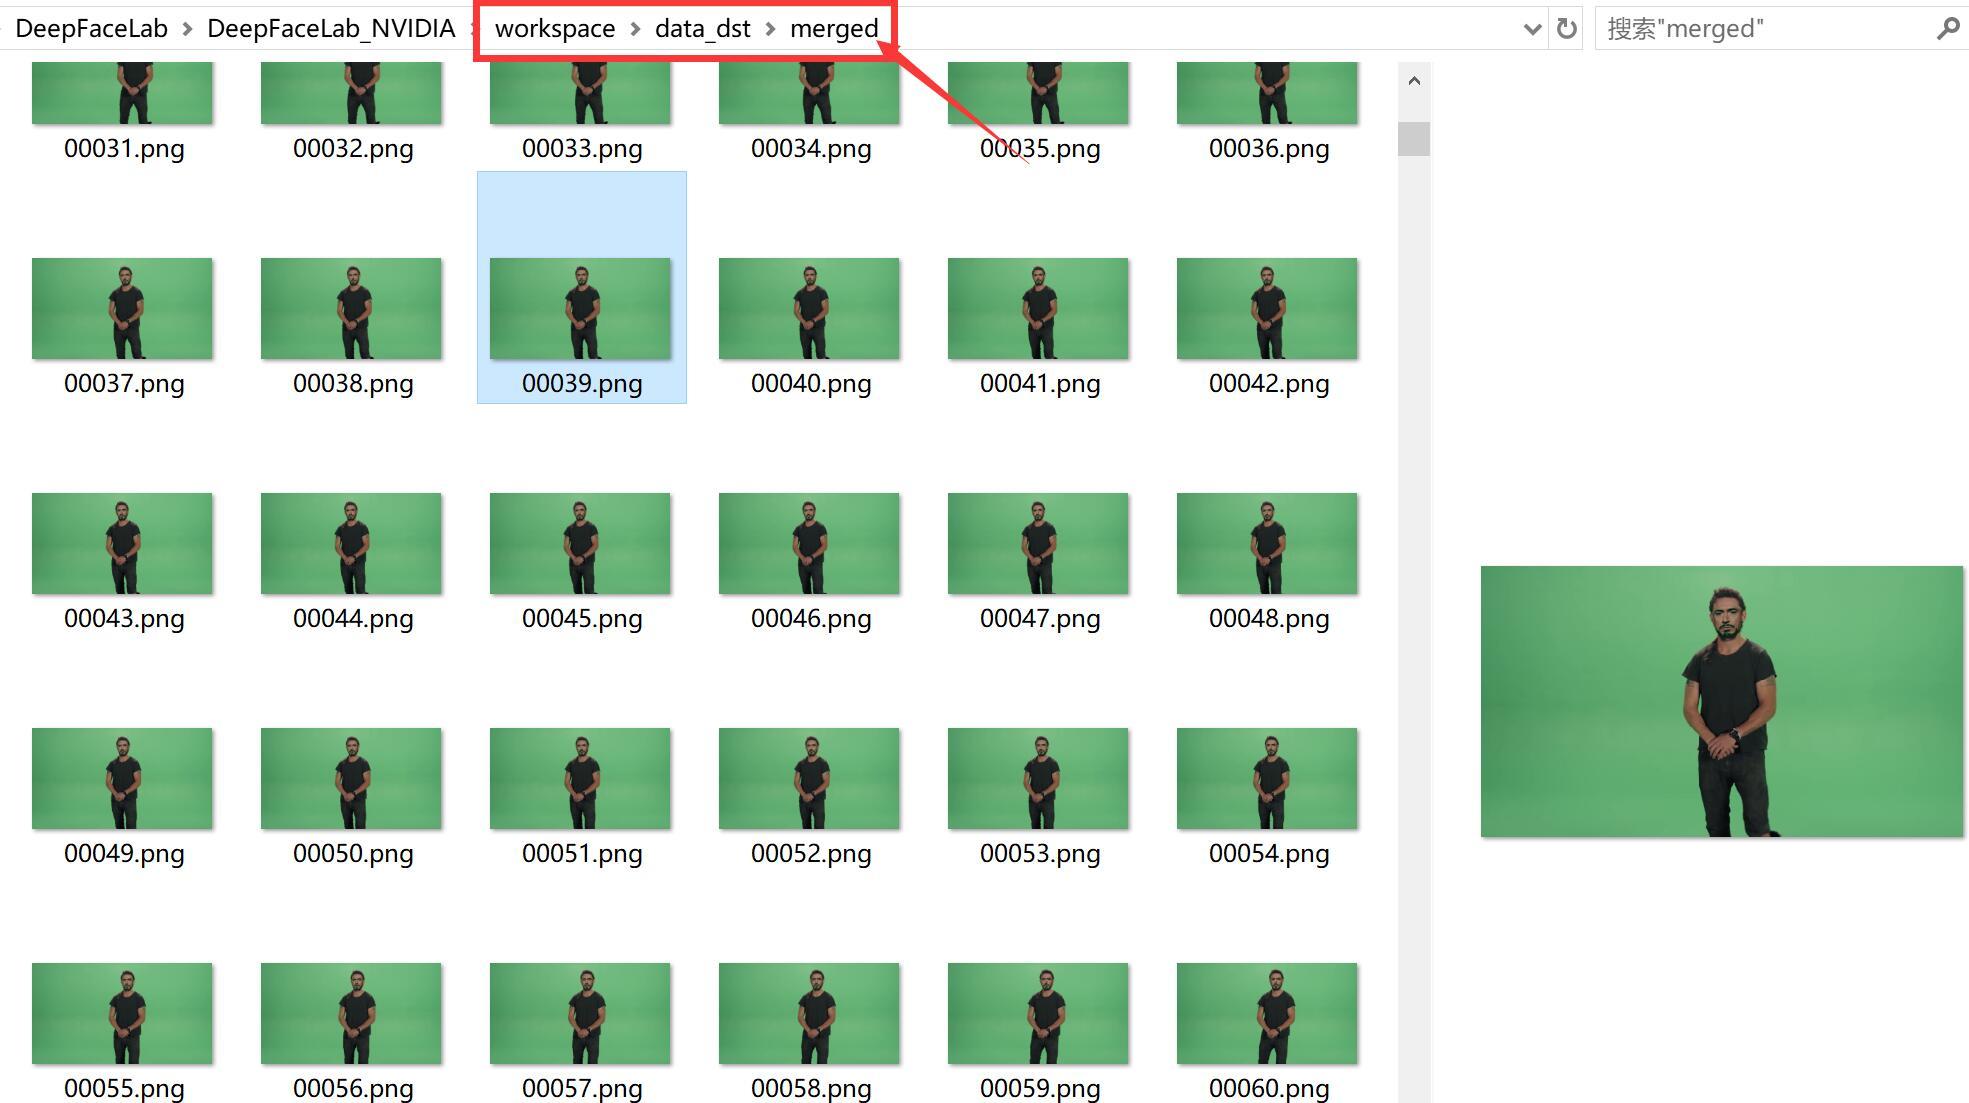 DeepFaceLab > DeepFaceLab_NVIDIA > workspace > data_dst > merged
搜索"merged"
00031.png 00032.png 00033.png 00034.png 00035.png 00036.png
00037.png 00038.png 00039.png 00040.png 00041.png 00042.png
00043.png 00044.png 00045.png 00046.png 00047.png 00048.png
00049.png 00050.png 00051.png 00052.png 00053.png 00054.png
00055.png 00056.png 00057.png 00058.png 00059.png 00060.png